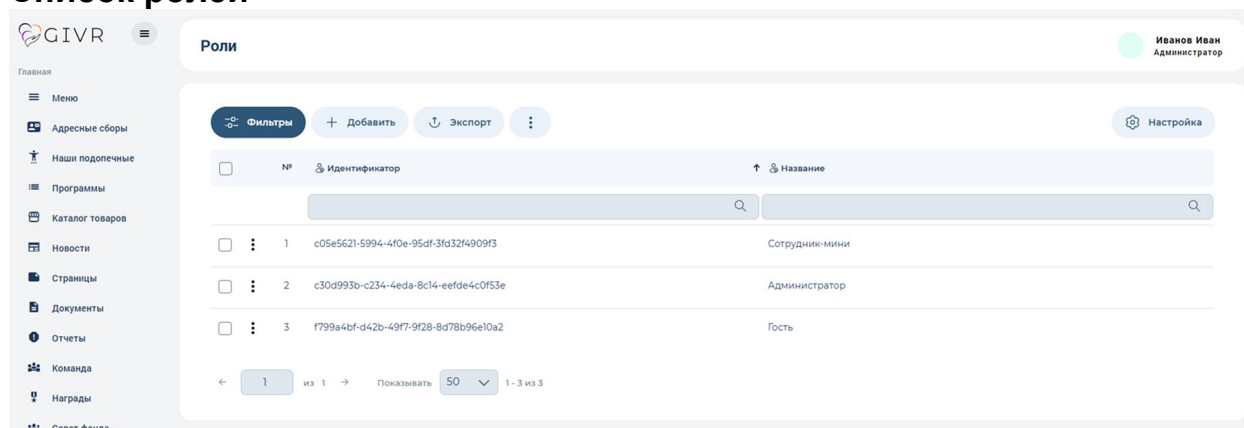 Список ролей
GIVR
Роли
Иванов Иван
Администратор
Главная
Меню
Адресные сборы
Наши подопечные
Программы
Каталог товаров
Новости
Страницы
Документы
Отчеты
Команда
Награды
Совет фонда
Фильтры
Добавить
Экспорт
Настройка
№ Идентификатор Название
1 c05e5621-5994-4f0e-95df-3fd32f4909f3 Сотрудник-мини
2 c30d993b-c234-4eda-8c14-eefde4c0f53e Администратор
3 f799a4bf-d42b-49f7-9f28-8d78b96e10a2 Гость
1 из 1 Показывать 50 1 - 3 из 3